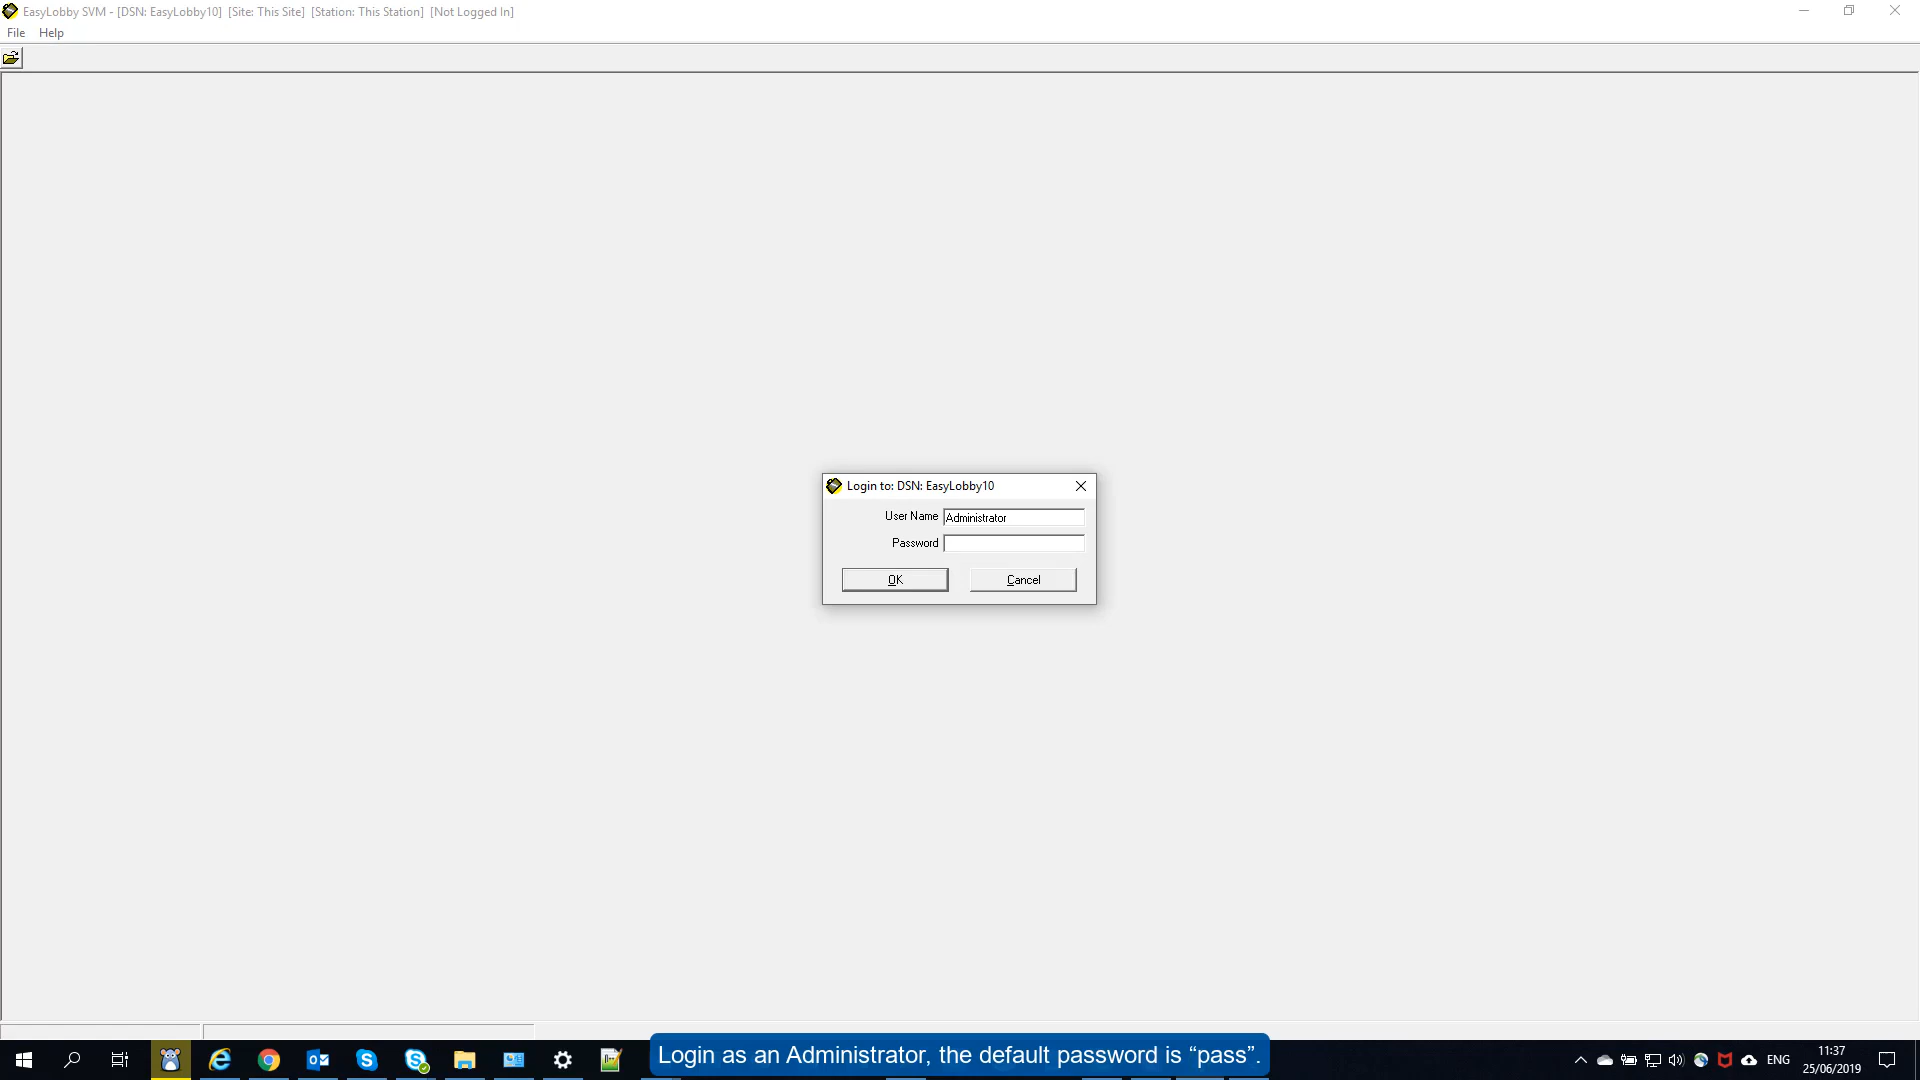 EasyLobby SVM - [DSN: EasyLobby10] [Site: This Site] [Station: This Station] [Not Logged In]
File Help
Login to: DSN: EasyLobby10
User Name Administrator
Password
OK Cancel
Login as an Administrator, the default password is “pass”.
ENG
11:37
25/06/2019